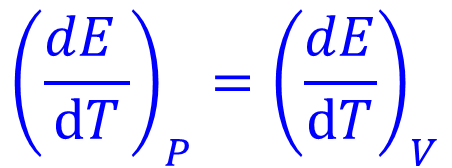 (dE/dT)_P = (dE/dT)_V